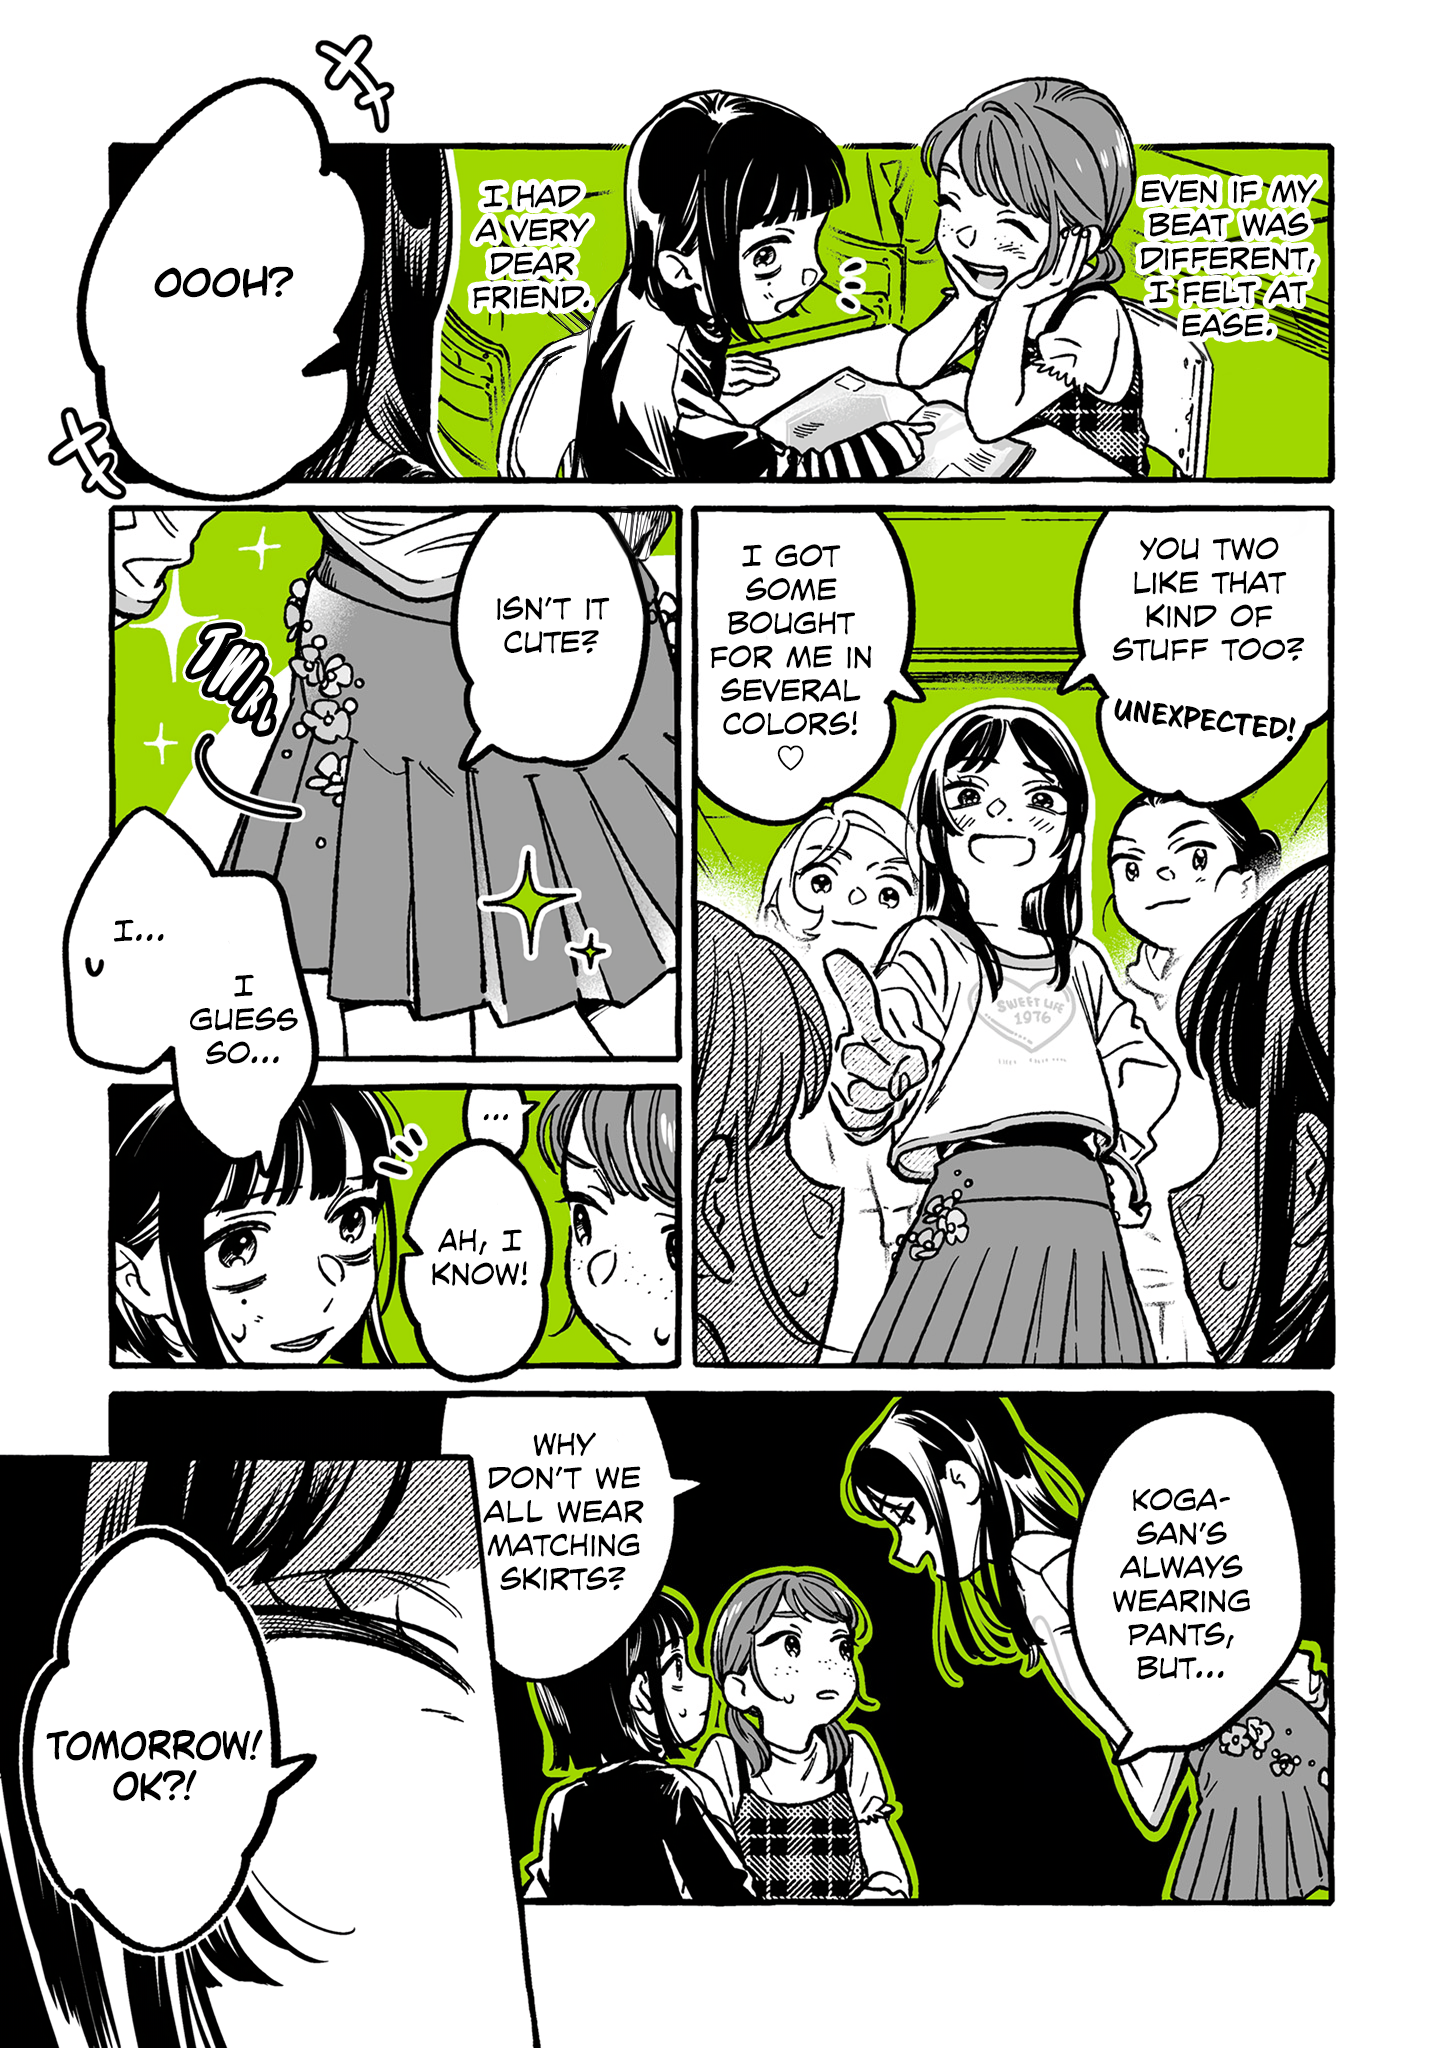 EVEN IF MY
BEAT WAS
DIFFERENT,
I FELT AT
EASE.
I HAD
A VERY
DEAR
FRIEND.
OOOH?
YOU TWO
LIKE THAT
KIND OF
STUFF TOO?
UNEXPECTED!
I GOT
SOME
BOUGHT
FOR ME IN
SEVERAL
COLORS!
♡
SWEET LIFE
1976
ISN'T IT
CUTE?
TWIRL
I...
I
GUESS
SO...
...
AH, I
KNOW!
KOGA-
SAN'S
ALWAYS
WEARING
PANTS,
BUT...
WHY
DON'T WE
ALL WEAR
MATCHING
SKIRTS?
TOMORROW!
OK?!